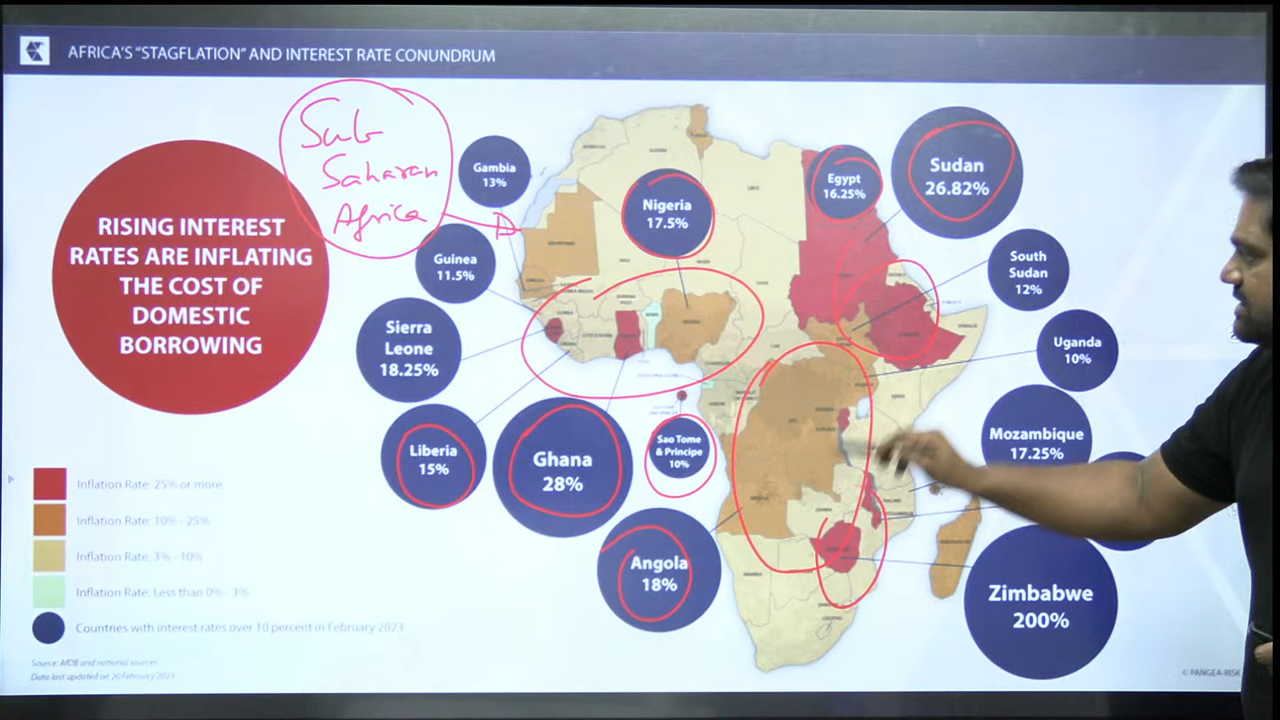 AFRICA'S "STAGFLATION" AND INTEREST RATE CONUNDRUM
Sub
Saharan
Africa
RISING INTEREST
RATES ARE INFLATING
THE COST OF
DOMESTIC
BORROWING
Gambia
13%
Nigeria
17.5%
Egypt
16.25%
Sudan
26.82%
Guinea
11.5%
South
Sudan
12%
Sierra
Leone
18.25%
Uganda
10%
Liberia
15%
Ghana
28%
Sao Tome
& Principe
10%
Mozambique
17.25%
Angola
18%
Zimbabwe
200%
Inflation Rate: 25% or more
Inflation Rate: 10% - 25%
Inflation Rate: 3% - 10%
Inflation Rate: Less than 0% - 3%
Countries with interest rates over 10 percent in February 2023
Source: AfDB and national sources
Data last updated on 20 February 2023
© PANGEA-RISK